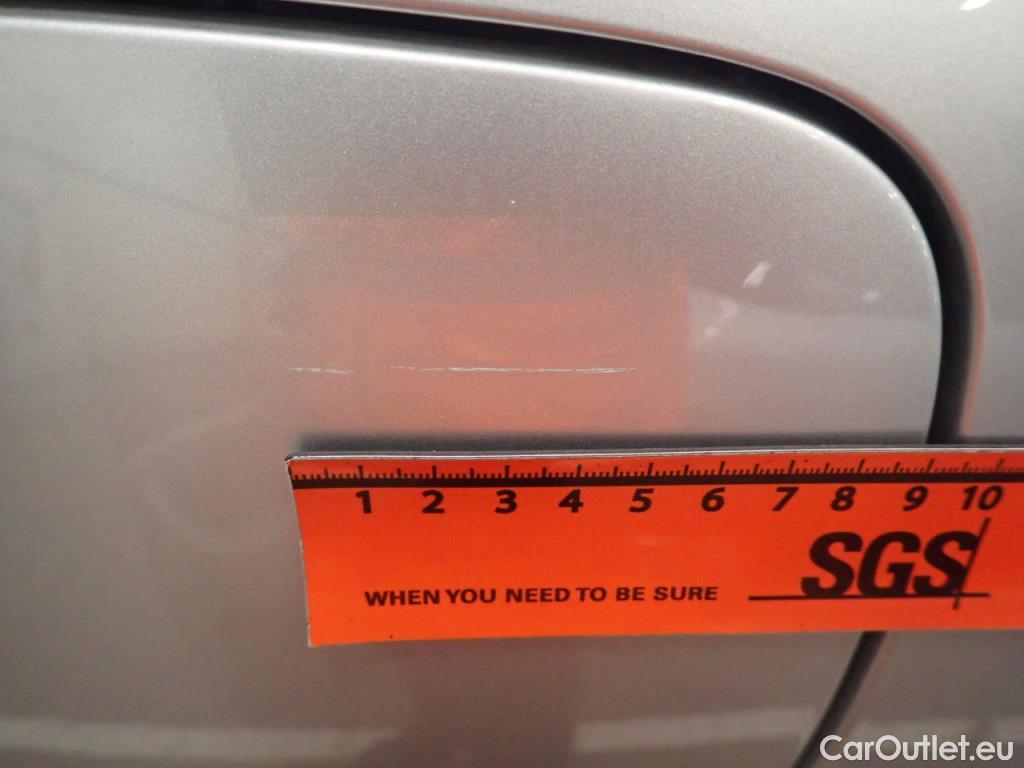 1 2 3 4 5 6 7 8 9 10
SGS
WHEN YOU NEED TO BE SURE
CarOutlet.eu